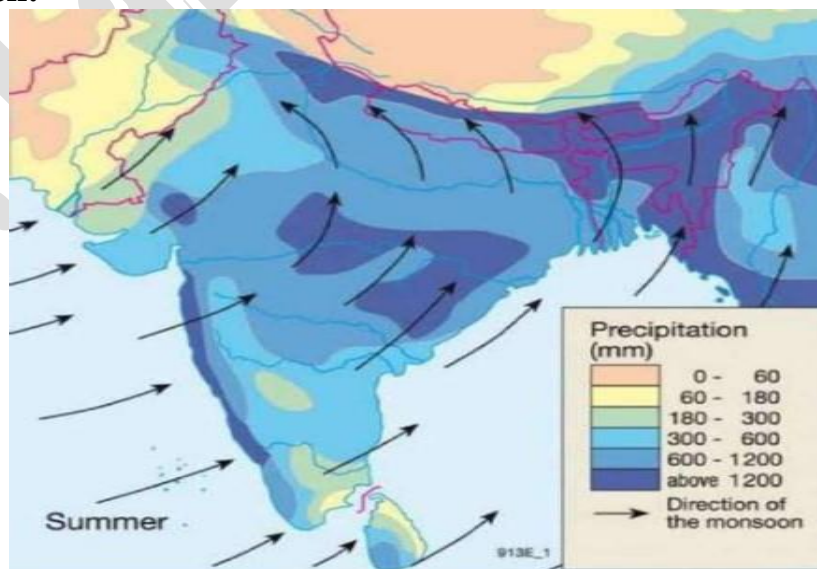 Precipitation
(mm)
0 - 60
60 - 180
180 - 300
300 - 600
600 - 1200
above 1200
Direction of
the monsoon
Summer
913E_1